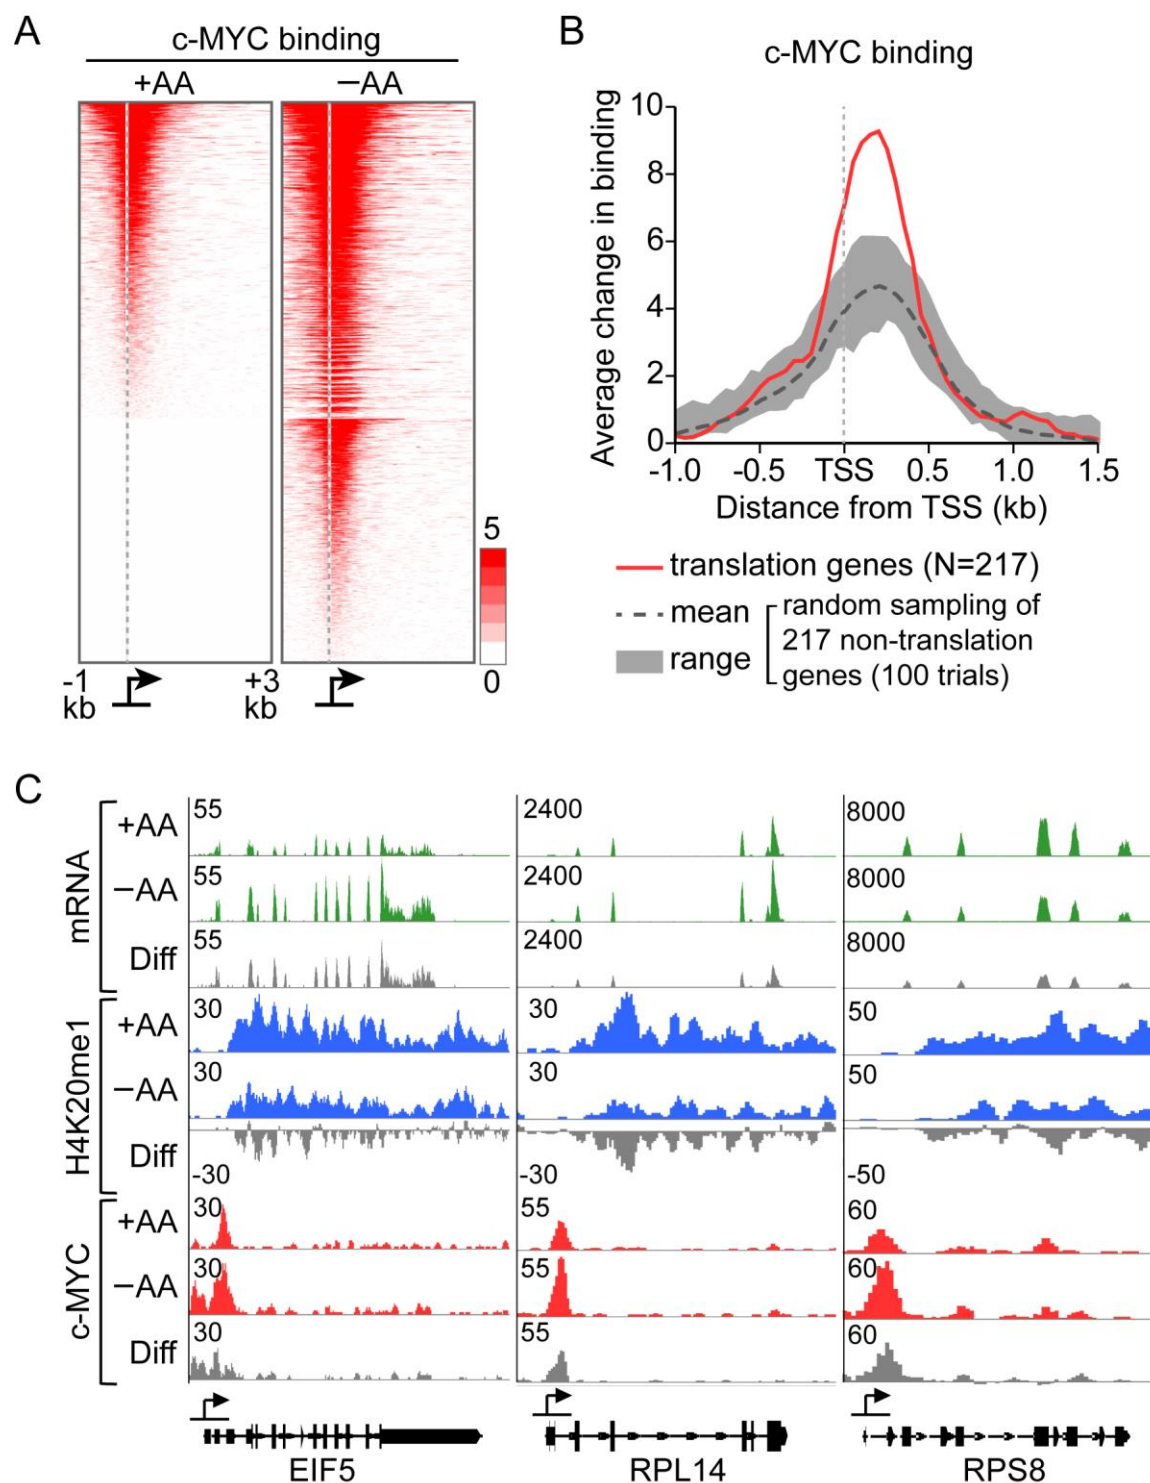 A
c-MYC binding
+AA
−AA
5
0
-1
kb
+3
kb
B
c-MYC binding
Average change in binding
10
8
6
4
2
0
-1.0
-0.5
TSS
0.5
1.0
1.5
Distance from TSS (kb)
translation genes (N=217)
mean
range
random sampling of
217 non-translation
genes (100 trials)
C
mRNA
+AA
55
2400
8000
−AA
55
2400
8000
Diff
55
2400
8000
H4K20me1
+AA
30
30
50
−AA
30
30
50
Diff
-30
-30
-50
c-MYC
+AA
30
55
60
−AA
30
55
60
Diff
30
55
60
EIF5
RPL14
RPS8